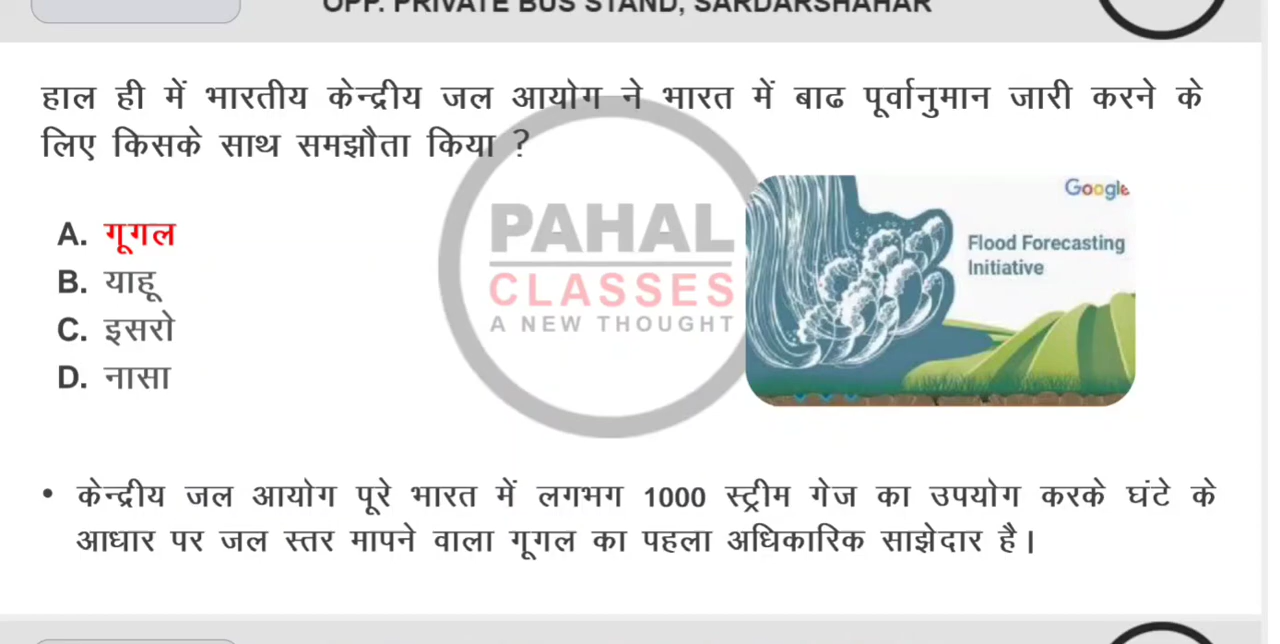 OPP. PRIVATE BUS STAND, SARDARSHAHAR
हाल ही में भारतीय केन्द्रीय जल आयोग ने भारत में बाढ पूर्वानुमान जारी करने के
लिए किसके साथ समझौता किया ?
A. गूगल
B. याहू
C. इसरो
D. नासा
PAHAL
CLASSES
A NEW THOUGHT
Google
Flood Forecasting
Initiative
• केन्द्रीय जल आयोग पूरे भारत में लगभग 1000 स्ट्रीम गेज का उपयोग करके घंटे के
आधार पर जल स्तर मापने वाला गूगल का पहला अधिकारिक साझेदार है।